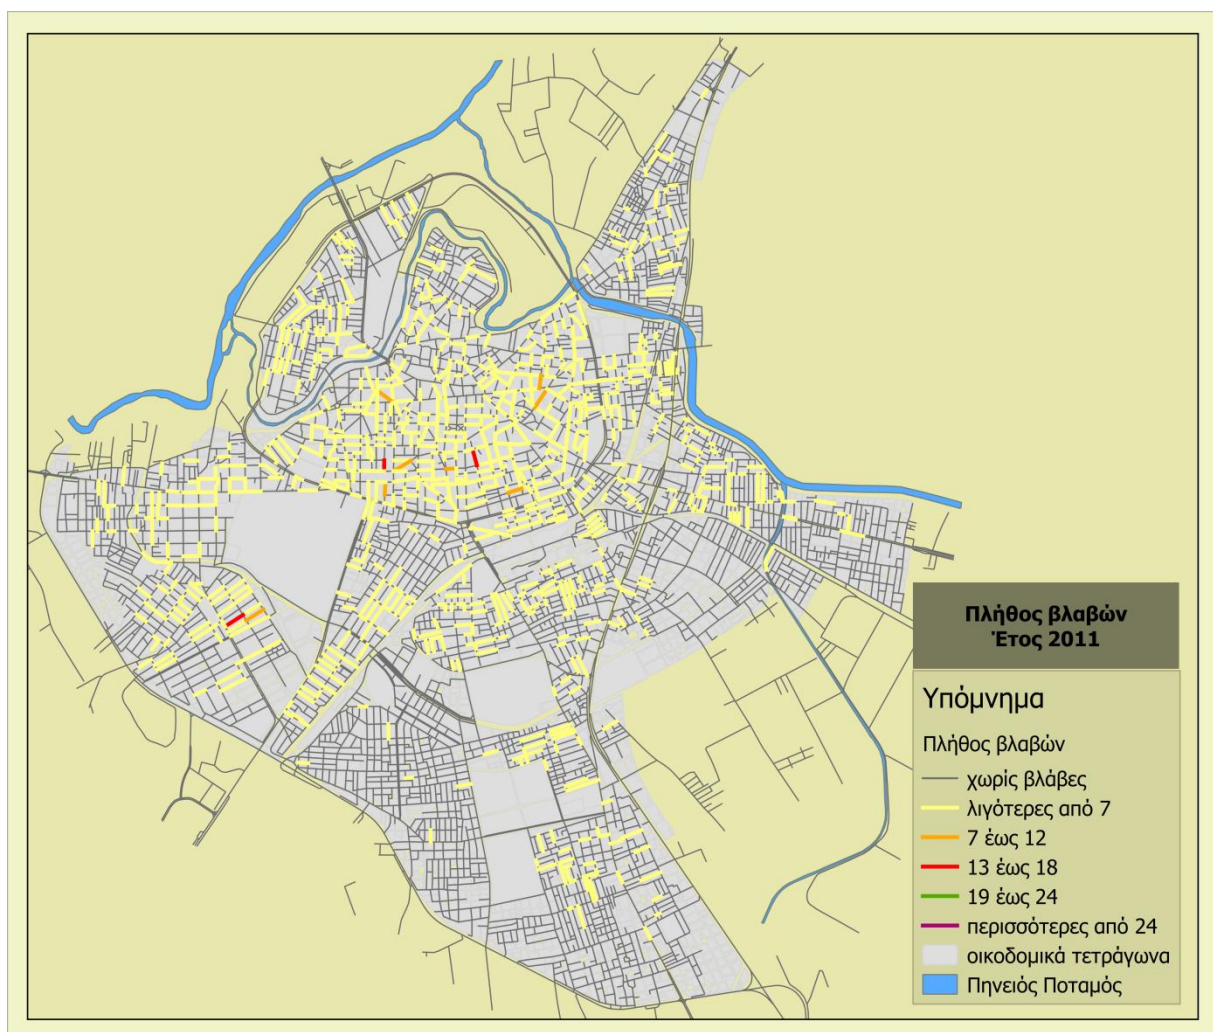 Πλήθος βλαβών
Έτος 2011
Υπόμνημα
Πλήθος βλαβών
χωρίς βλάβες
λιγότερες από 7
7 έως 12
13 έως 18
19 έως 24
περισσότερες από 24
οικοδομικά τετράγωνα
Πηνειός Ποταμός